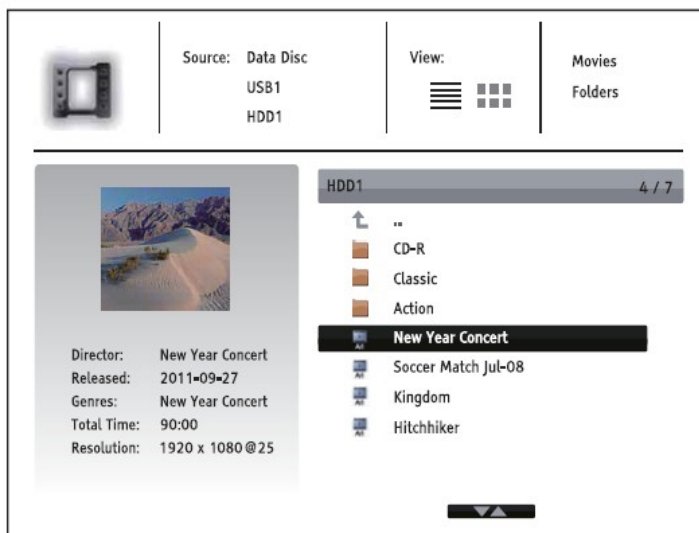 Source: Data Disc
USB1
HDD1
View:
Movies
Folders
HDD1 4 / 7
..
CD-R
Classic
Action
New Year Concert
Soccer Match Jul-08
Kingdom
Hitchhiker
Director: New Year Concert
Released: 2011-09-27
Genres: New Year Concert
Total Time: 90:00
Resolution: 1920 x 1080@25